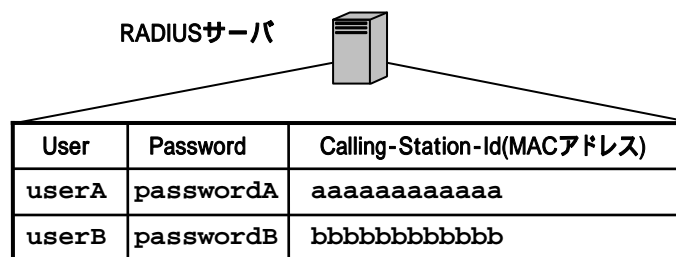 RADIUSサーバ
User Password Calling-Station-Id(MACアドレス)
userA passwordA aaaaaaaaaaaa
userB passwordB bbbbbbbbbbbb